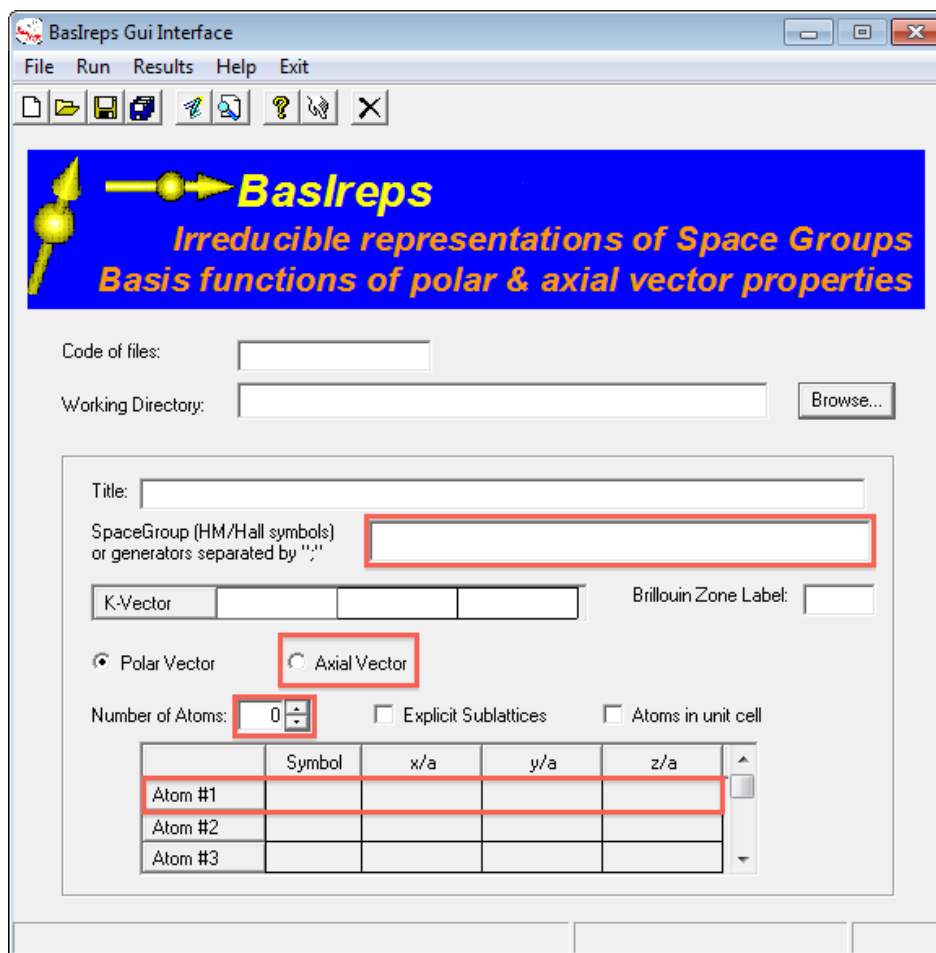 BasIreps Gui Interface
File Run Results Help Exit
BasIreps
Irreducible representations of Space Groups
Basis functions of polar & axial vector properties
Code of files:
Working Directory:
Browse...
Title:
SpaceGroup (HM/Hall symbols)
or generators separated by ";"
K-Vector
Brillouin Zone Label:
Polar Vector
Axial Vector
Number of Atoms: 0
Explicit Sublattices
Atoms in unit cell
Symbol x/a y/a z/a
Atom #1
Atom #2
Atom #3